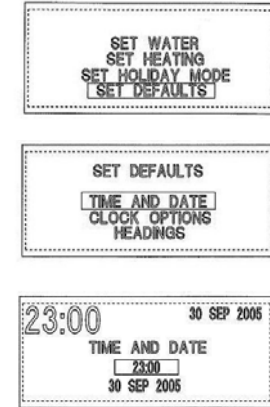 SET WATER
SET HEATING
SET HOLIDAY MODE
SET DEFAULTS
SET DEFAULTS
TIME AND DATE
CLOCK OPTIONS
HEADINGS
23:00 30 SEP 2005
TIME AND DATE
23:00
30 SEP 2005